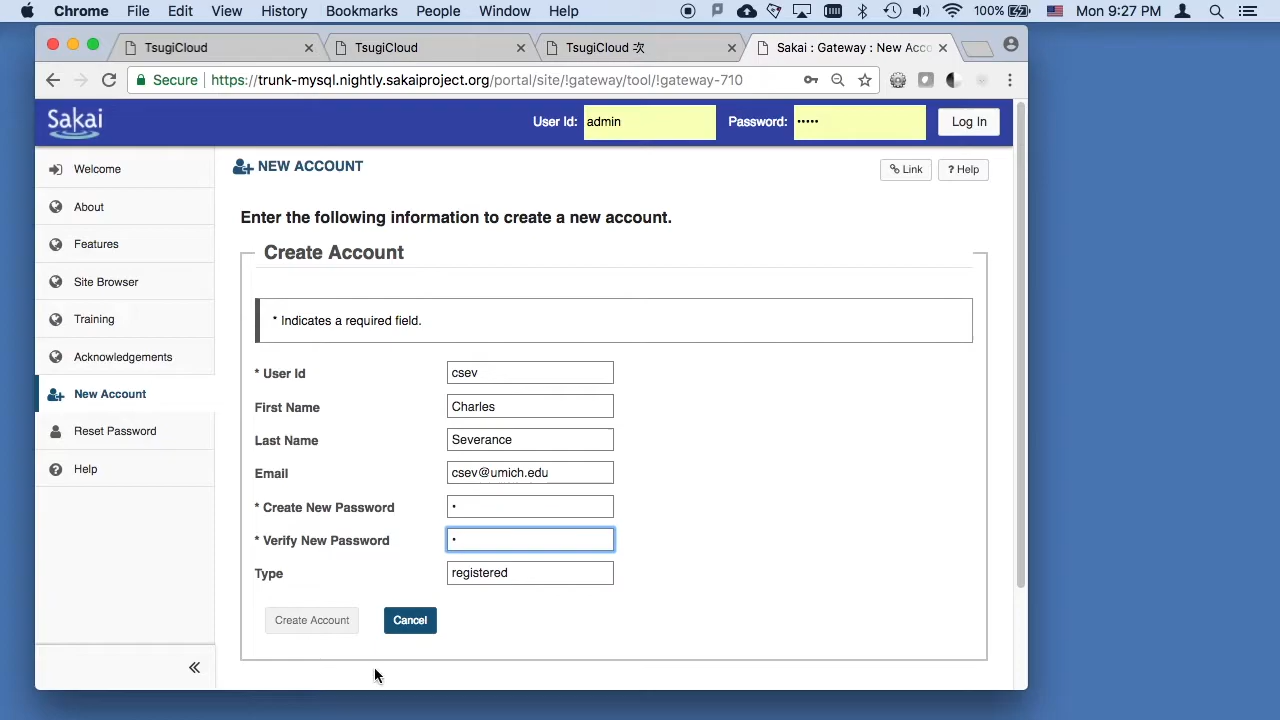 Chrome File Edit View History Bookmarks People Window Help 100% Mon 9:27 PM
TsugiCloud TsugiCloud TsugiCloud 次 Sakai : Gateway : New Acco
Secure https://trunk-mysql.nightly.sakaiproject.org/portal/site/!gateway/tool/!gateway-710
Sakai User Id: admin Password: ••••• Log In
Welcome
About
Features
Site Browser
Training
Acknowledgements
New Account
Reset Password
Help
NEW ACCOUNT
Link ? Help
Enter the following information to create a new account.
Create Account
* Indicates a required field.
* User Id csev
First Name Charles
Last Name Severance
Email csev@umich.edu
* Create New Password •
* Verify New Password •
Type registered
Create Account Cancel